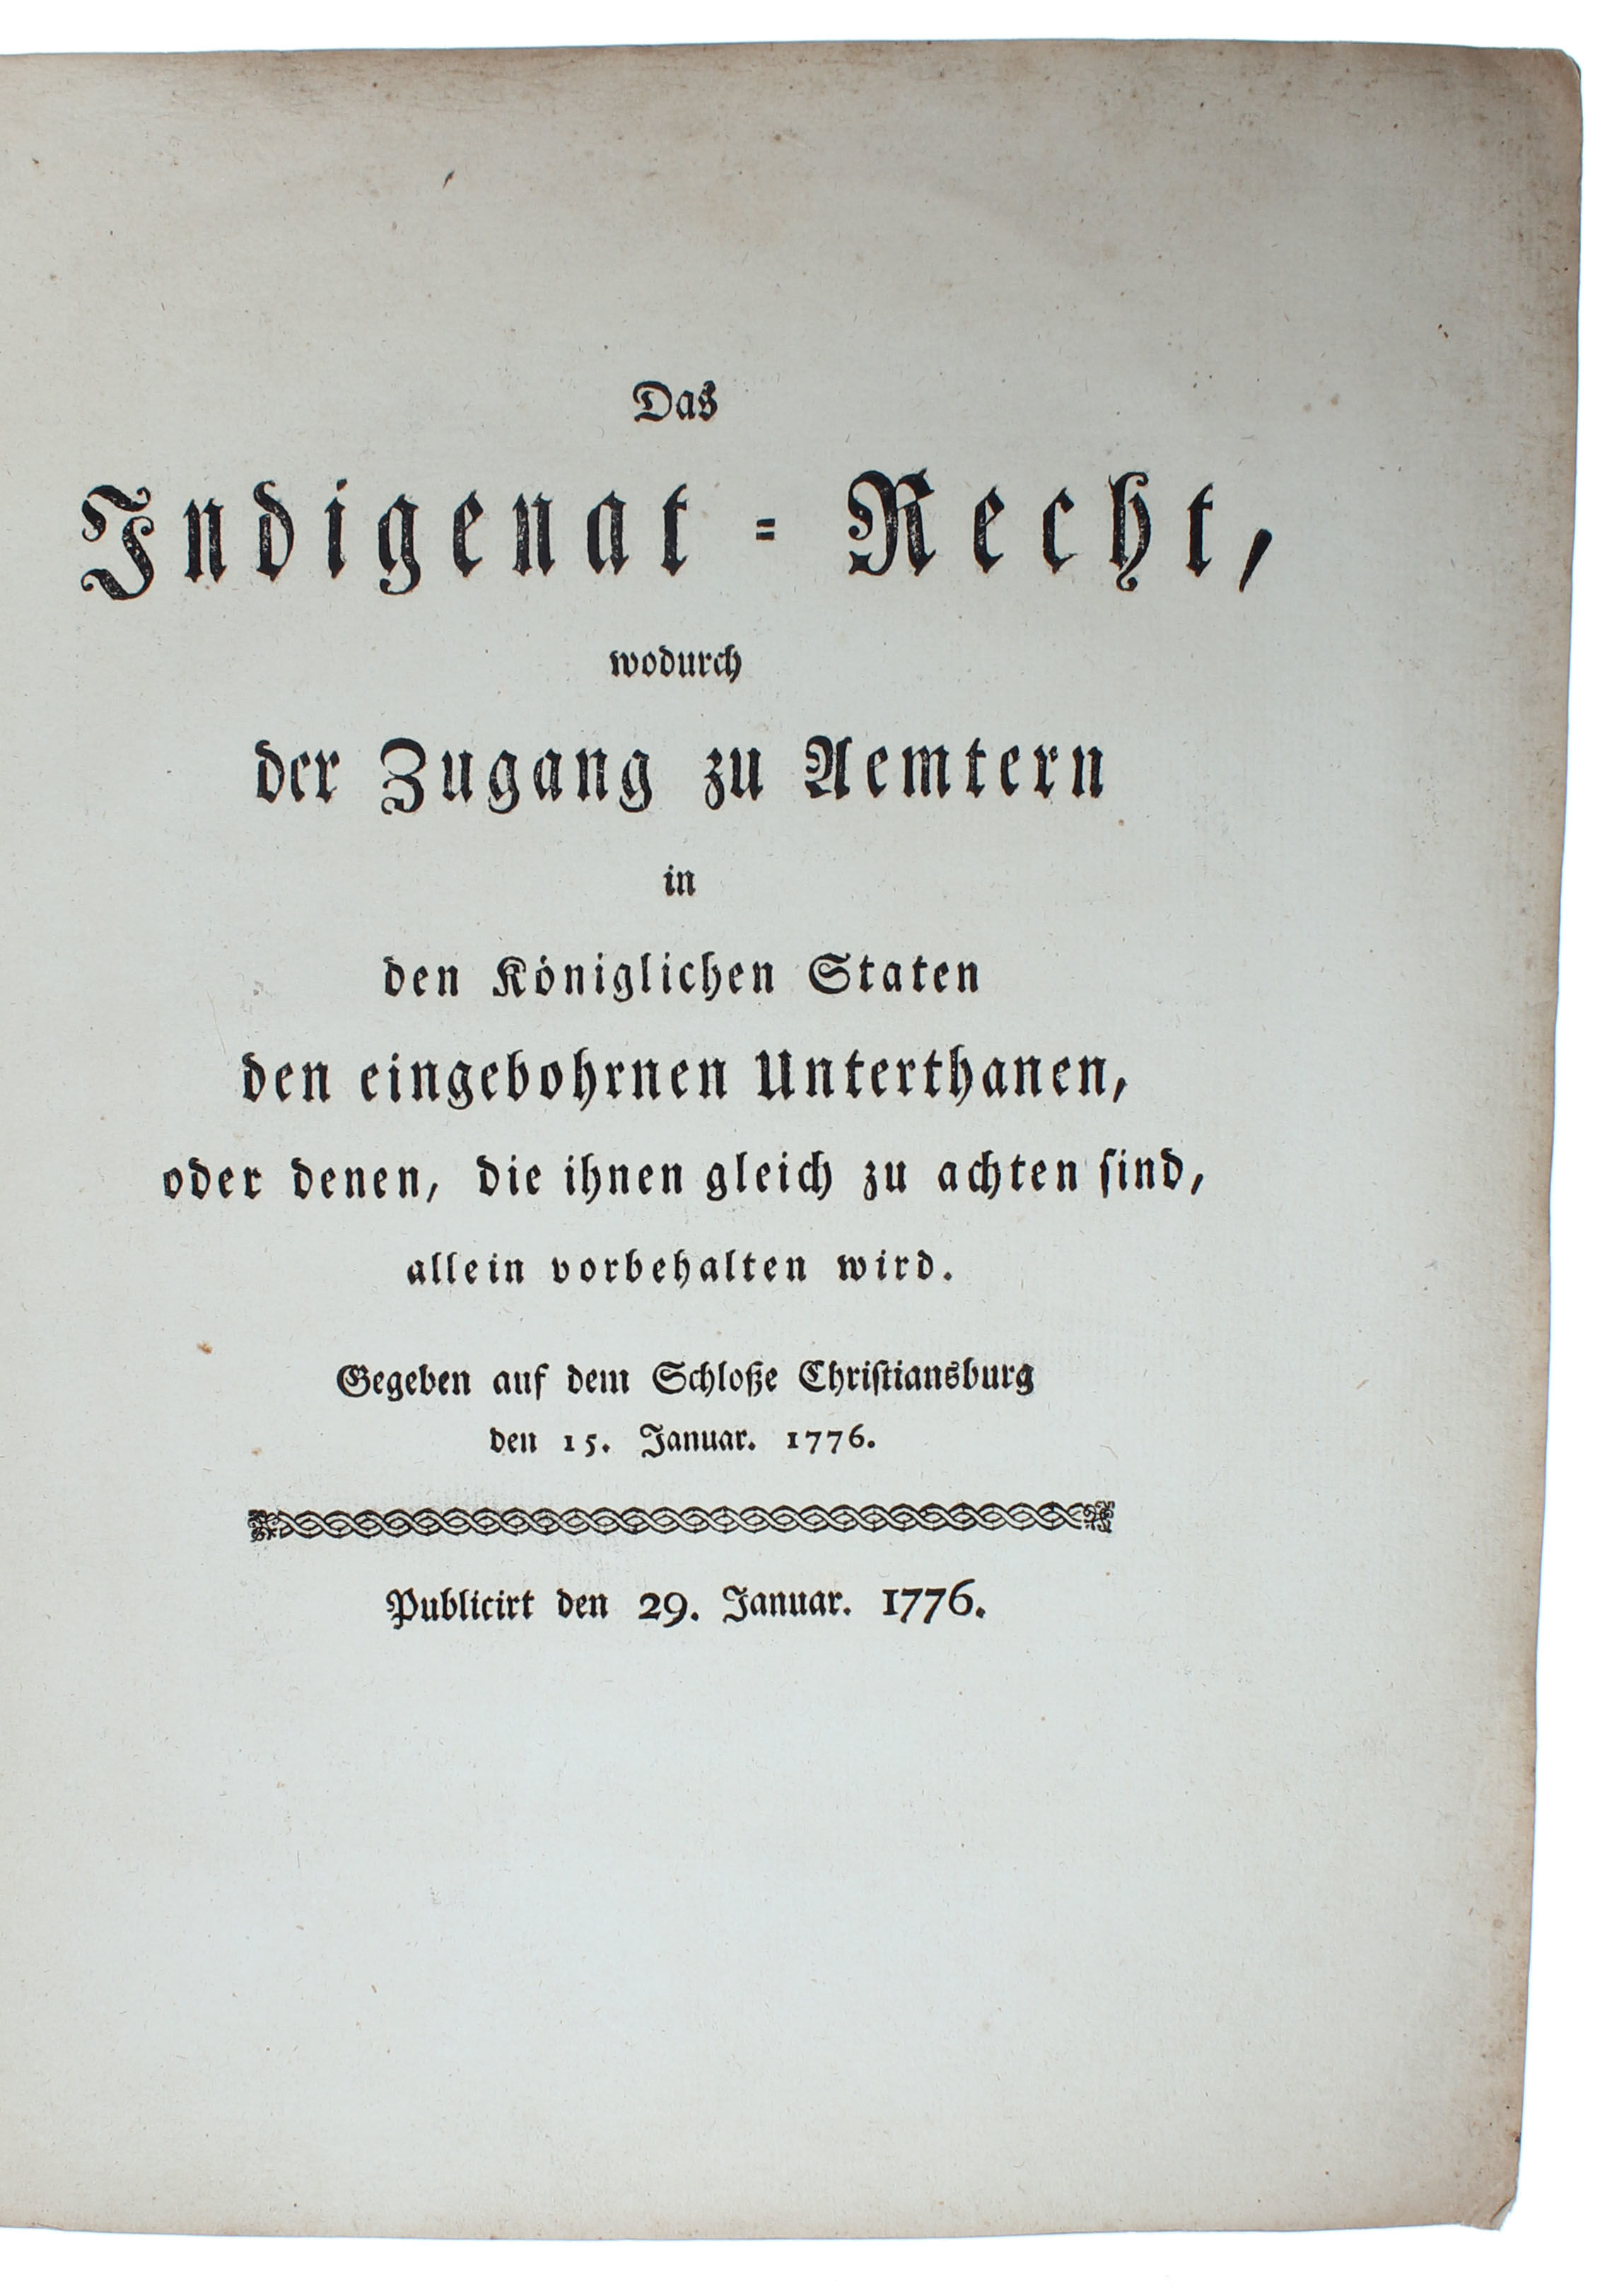 Das
Indigenat = Recht,
wodurch
der Zugang zu Aemtern
in
den Königlichen Staten
den eingebohrnen Unterthanen,
oder denen, die ihnen gleich zu achten ſind,
allein vorbehalten wird.
Gegeben auf dem Schloße Chriſtiansburg
den 15. Januar. 1776.
Publicirt den 29. Januar. 1776.